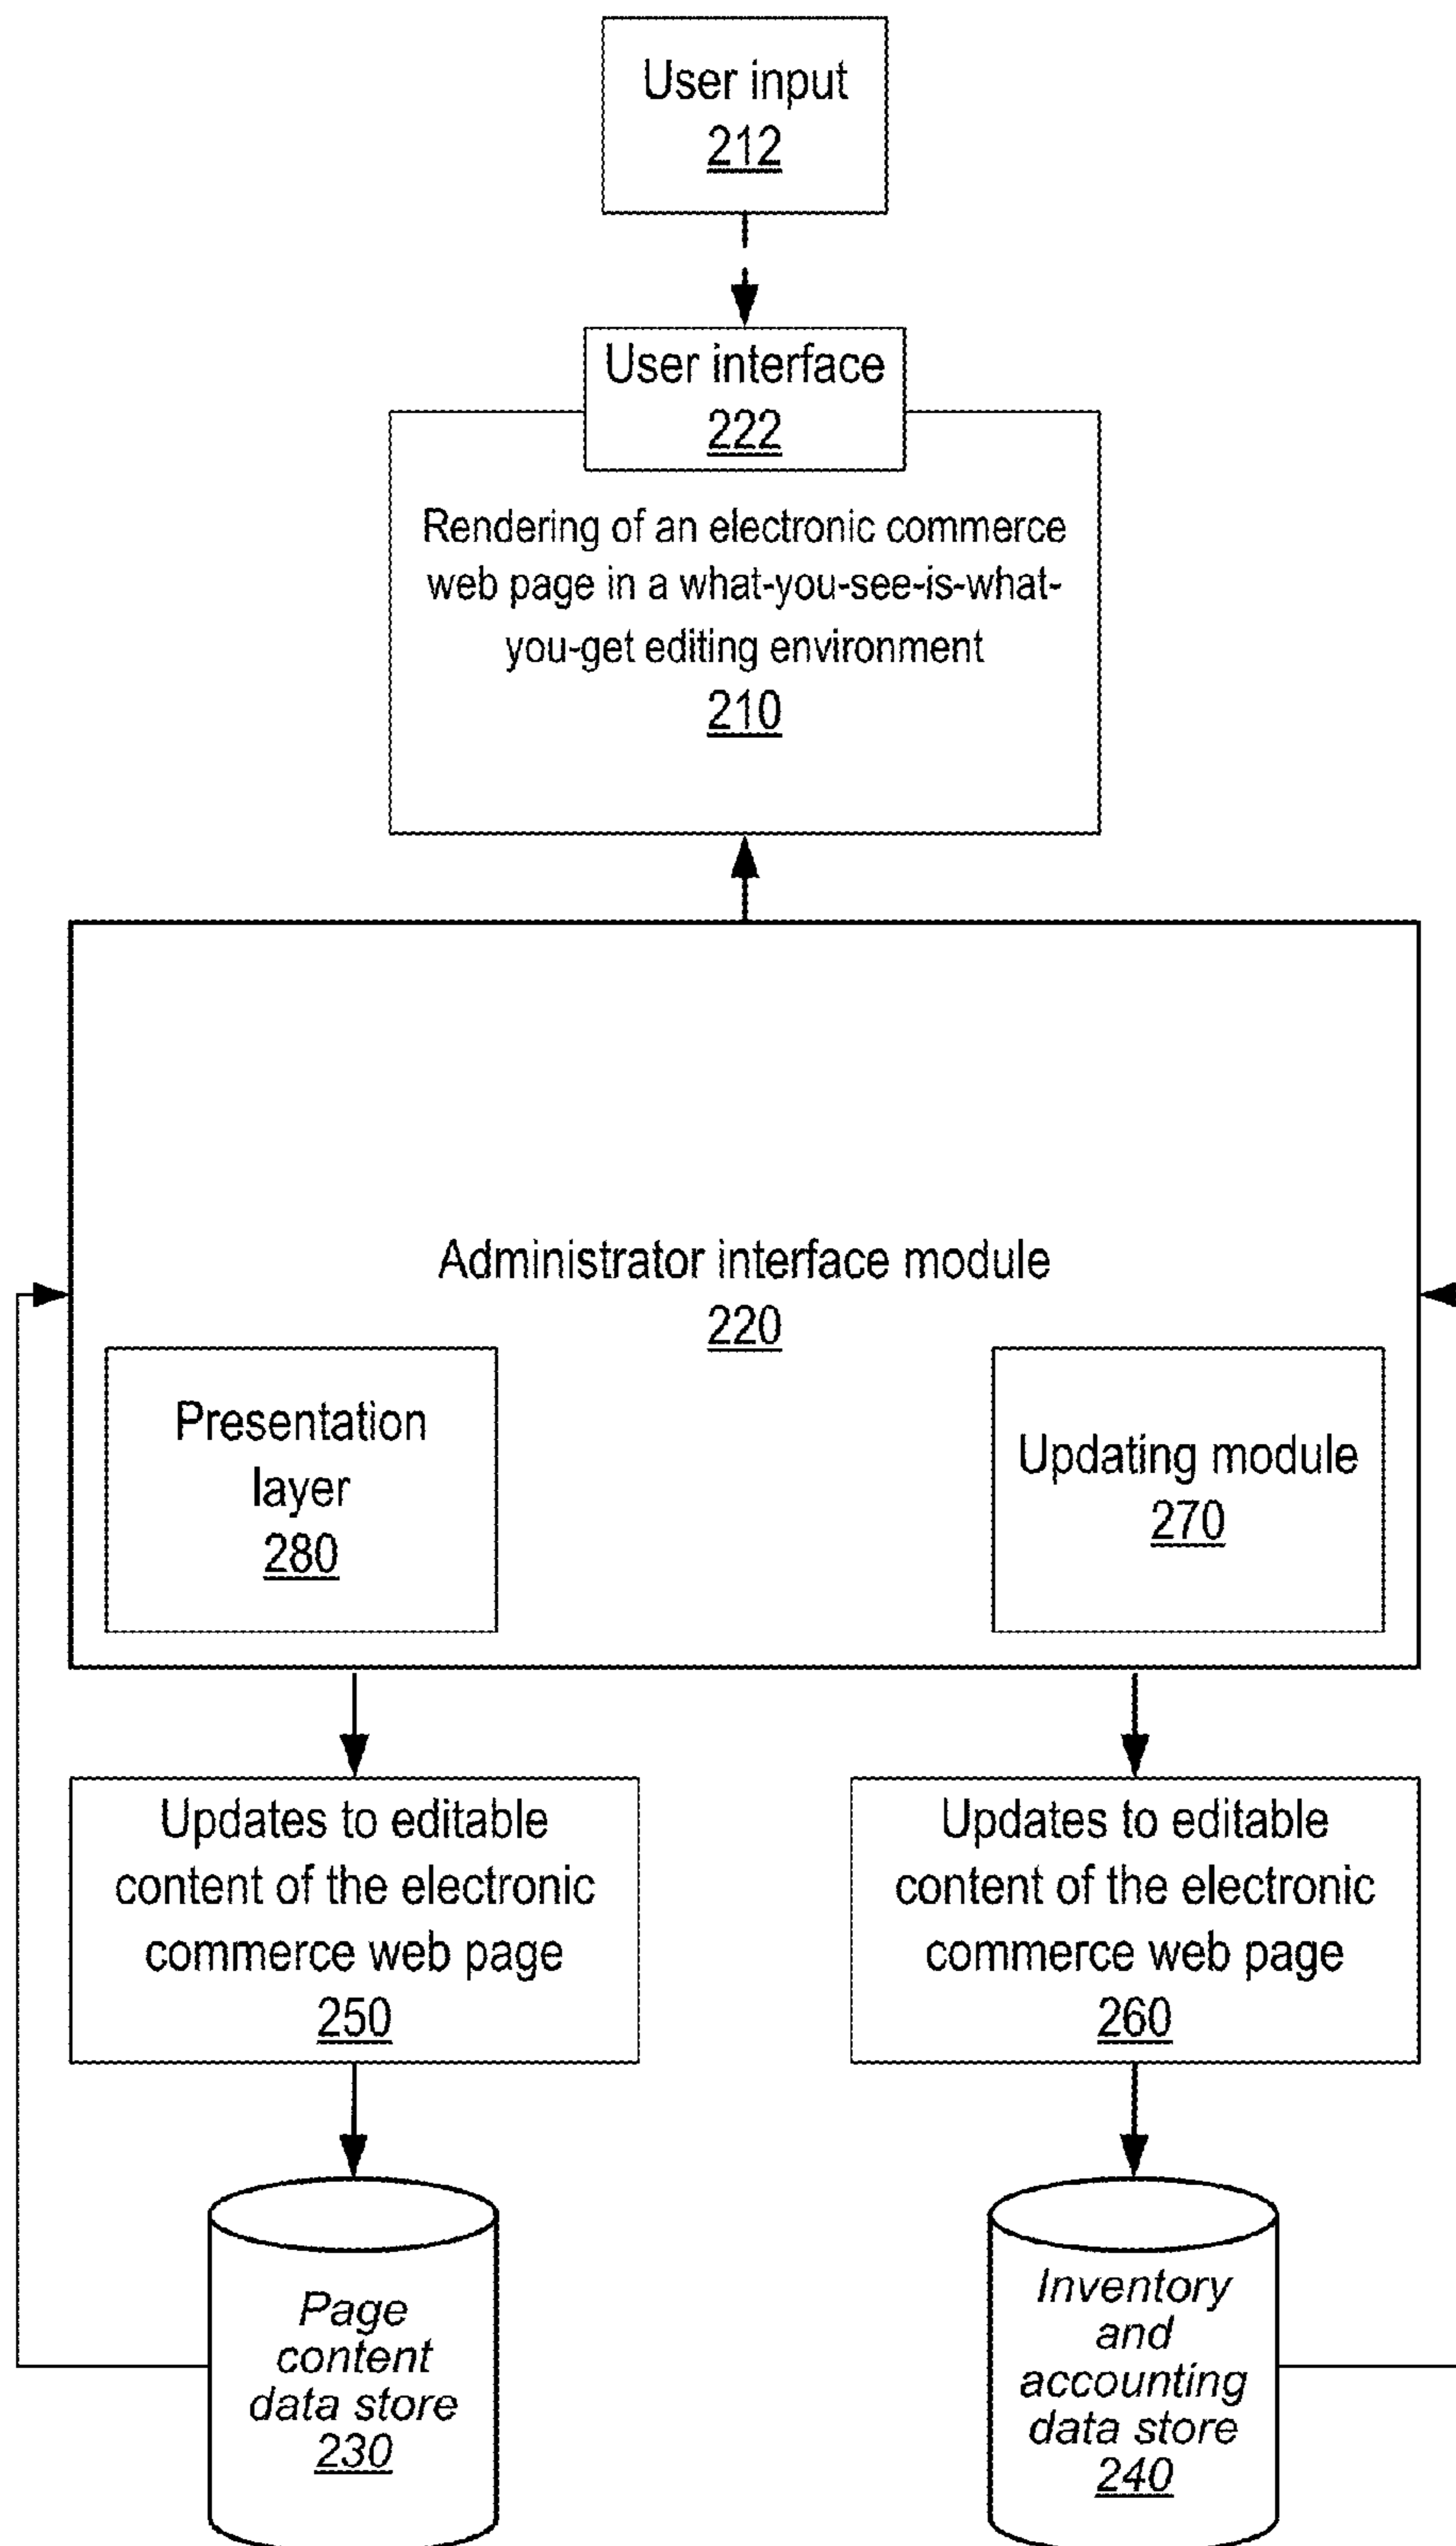 User input
212
User interface
222
Rendering of an electronic commerce
web page in a what-you-see-is-what-
you-get editing environment
210
Administrator interface module
220
Presentation
layer
280
Updating module
270
Updates to editable
content of the electronic
commerce web page
250
Updates to editable
content of the electronic
commerce web page
260
Page
content
data store
230
Inventory
and
accounting
data store
240